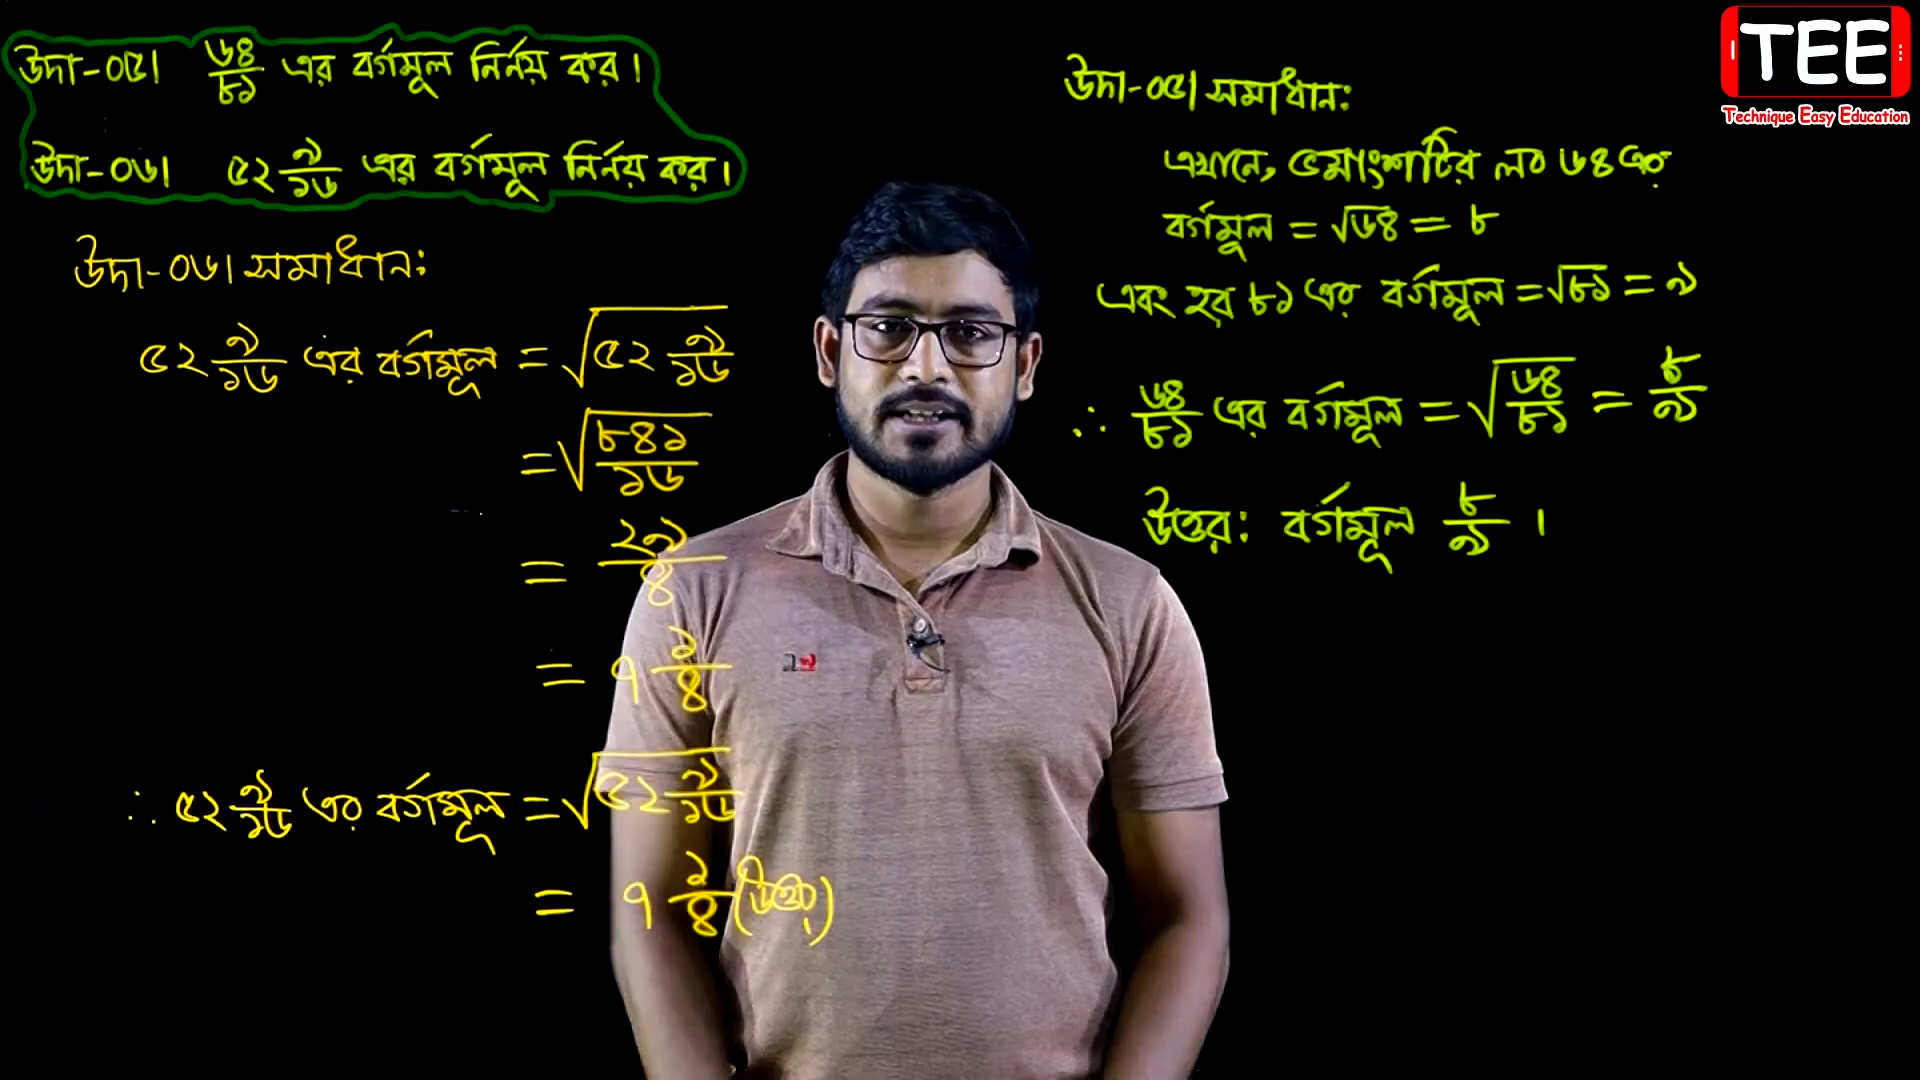 উদা-০৫। ৬৪/৮১ এর বর্গমূল নির্নয় কর।
উদা-০৬। ৫২ ৯/১৬ এর বর্গমূল নির্নয় কর।
উদা-০৬। সমাধান:
৫২ ৯/১৬ এর বর্গমূল = √৫২ ৯/১৬
= √৮৪১/১৬
= ২৯/৪
= ৭ ১/৪
∴ ৫২ ৯/১৬ এর বর্গমূল = √৫২ ৯/১৬
= ৭ ১/৪ (উত্তর)
উদা-০৫। সমাধান:
এখানে, ভগ্নাংশটির লব ৬৪ এর
বর্গমূল = √৬৪ = ৮
এবং হর ৮১ এর বর্গমূল = √৮১ = ৯
∴ ৬৪/৮১ এর বর্গমূল = √৬৪/৮১ = ৮/৯
উত্তর: বর্গমূল ৮/৯ ।
TEE
Technique Easy Education